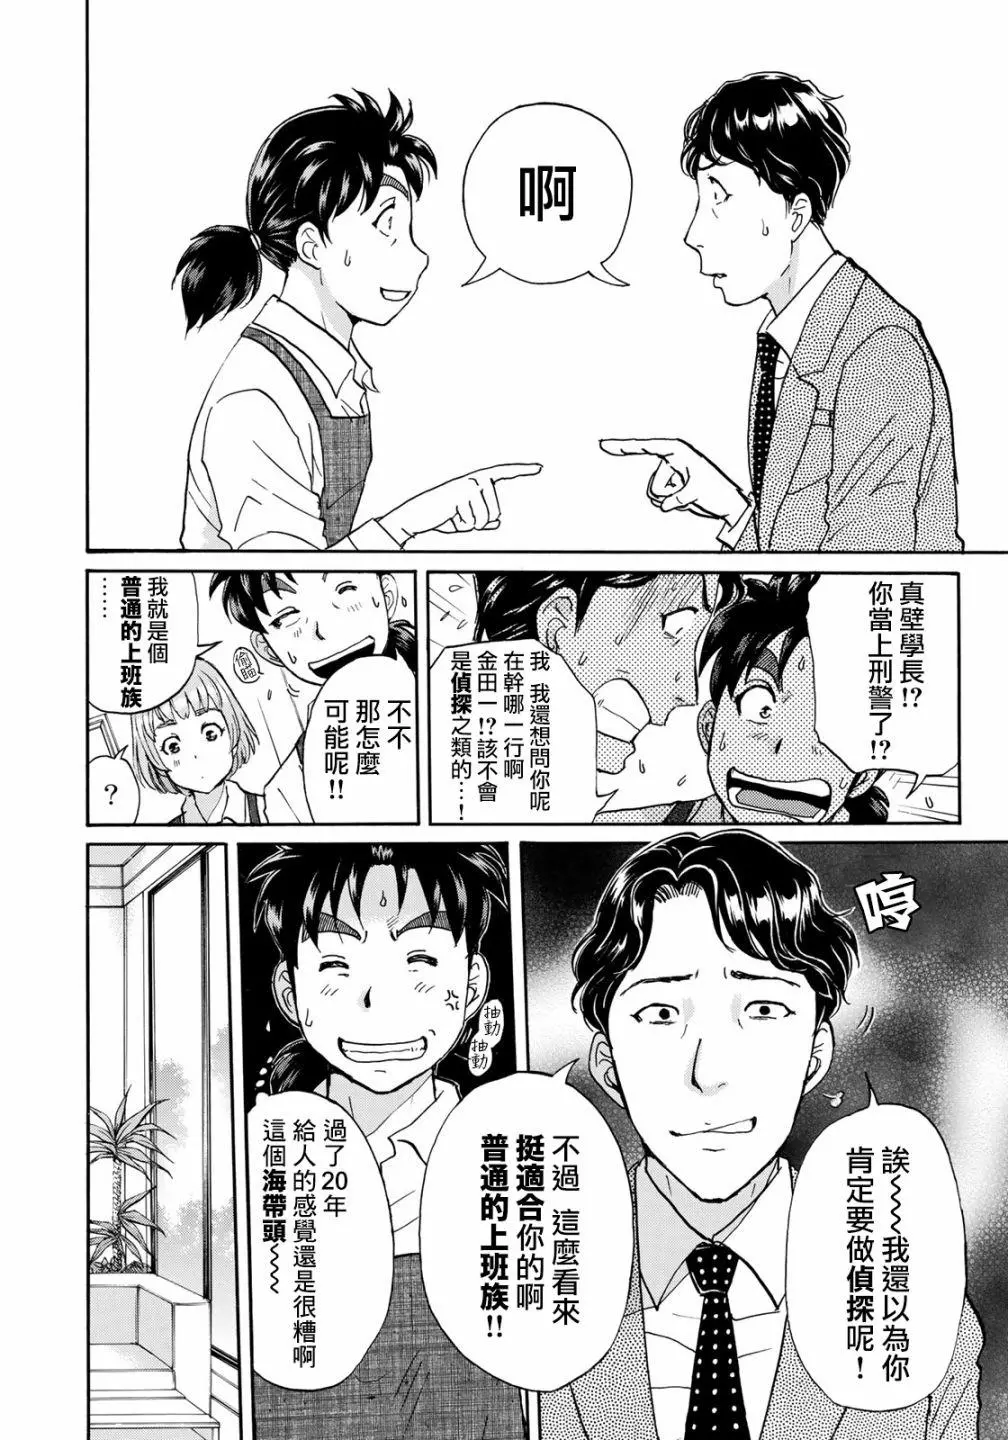 啊
真壁學長!?
你當上刑警了!?
我 我還想問你呢
在幹哪一行啊
金田一!?該不會
是偵探之類的…!
不不
那怎麼
可能呢!!
偷瞄
我就是個
普通的上班族
……
?
哼
誒~~~我還以為你
肯定要做偵探呢!
不過 這麼看來
挺適合你的啊
普通的上班族!!
抽動
抽動
過了20年
給人的感覺還是很糟啊
這個海帶頭~~~